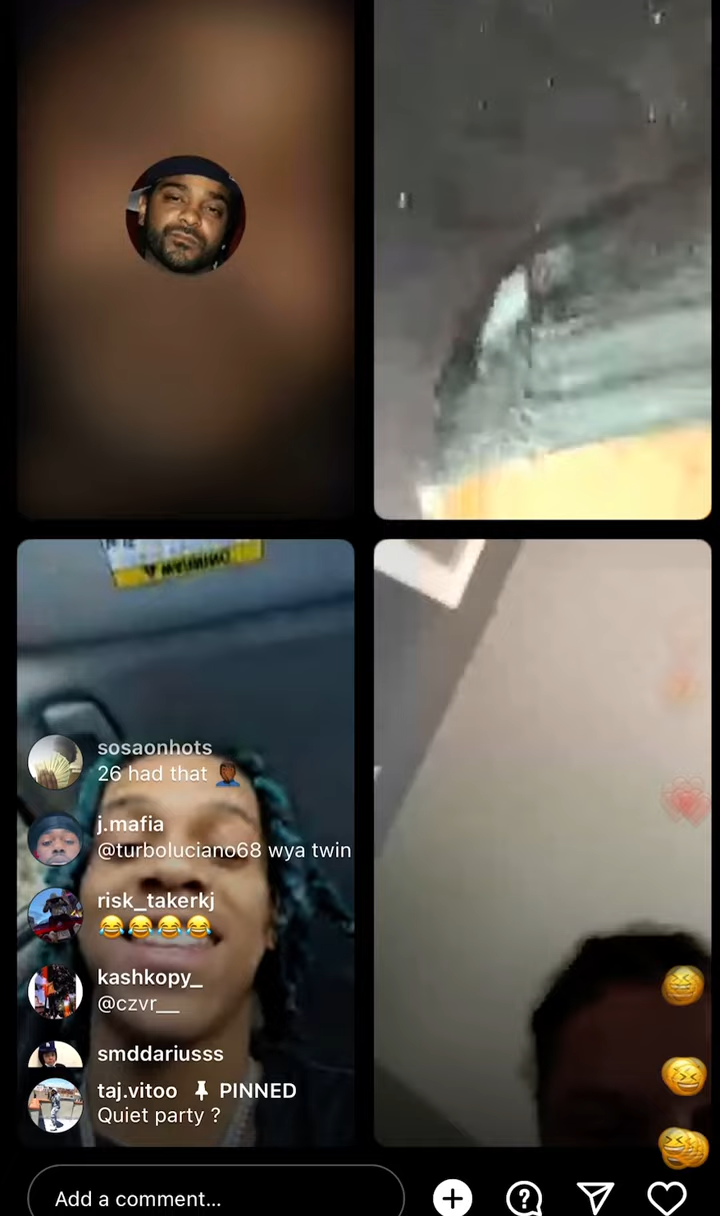 sosaonhots
26 had that 🤦🏾‍♂️
j.mafia
@turboluciano68 wya twin
risk_takerkj
😂😂😂😂
kashkopy_
@czvr__
smddariusss
taj.vitoo 📌 PINNED
Quiet party ?
Add a comment...